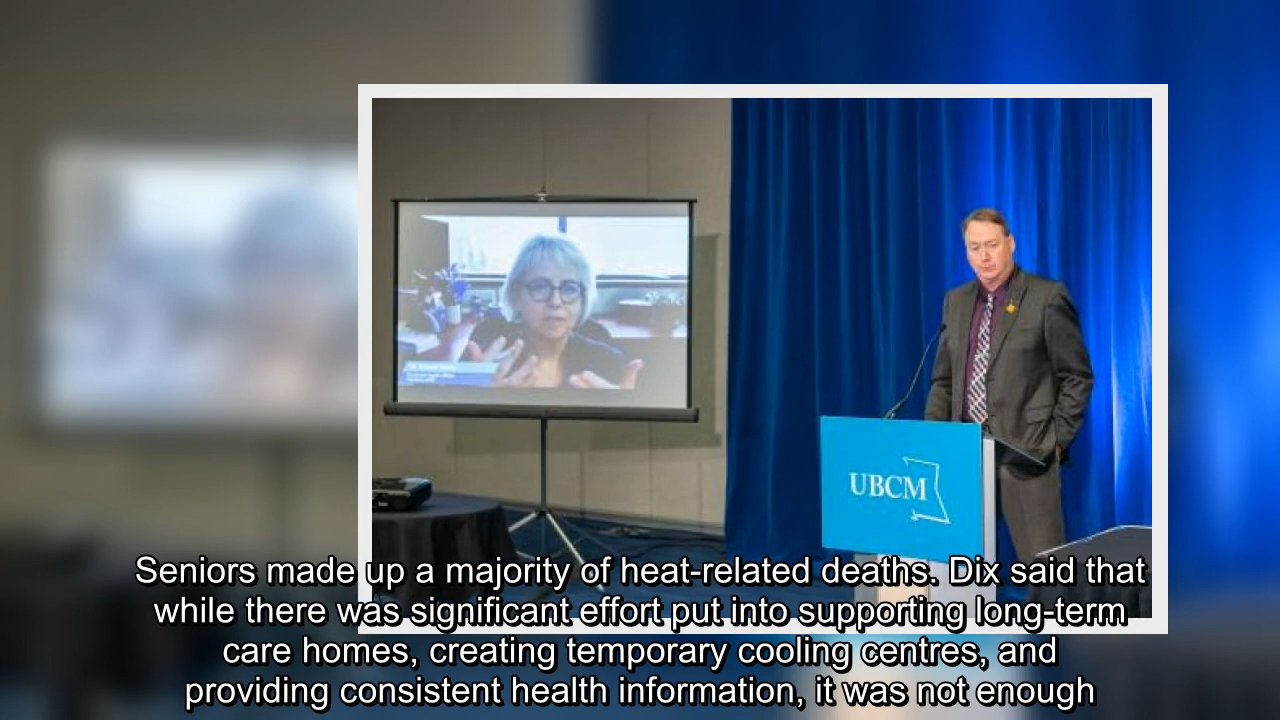 UBCM
Seniors made up a majority of heat-related deaths. Dix said that
while there was significant effort put into supporting long-term
care homes, creating temporary cooling centres, and
providing consistent health information, it was not enough